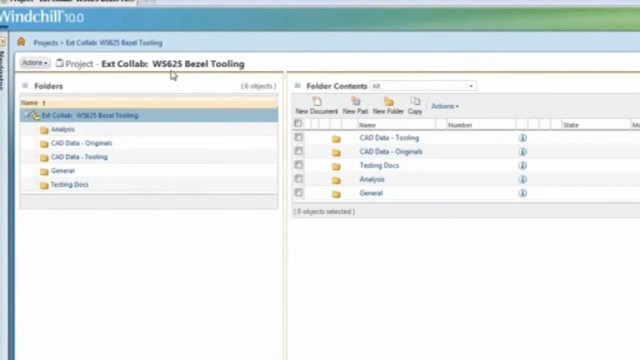 Windchill 10.0
Projects > Ext Collab: WS625 Bezel Tooling
Actions
Project - Ext Collab: WS625 Bezel Tooling
Folders
(6 objects)
Name ↑
Ext Collab: WS625 Bezel Tooling
Analysis
CAD Data - Originals
CAD Data - Tooling
General
Testing Docs
Folder Contents All
New Document New Part New Folder Copy Actions
Name Number State
CAD Data - Tooling
CAD Data - Originals
Testing Docs
Analysis
General
(0 objects selected)
Navigator